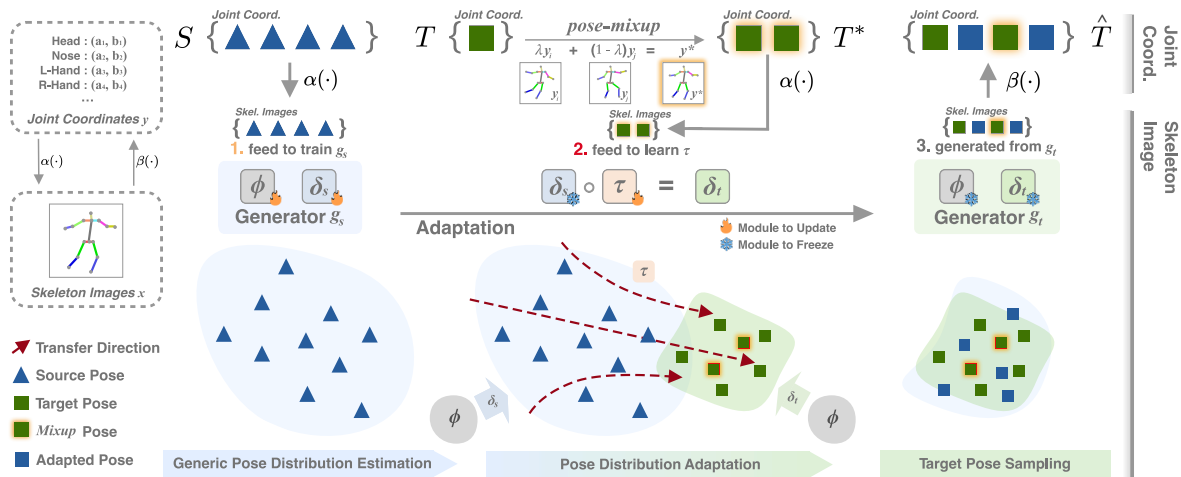 Head : (a₁, b₁)
Nose : (a₂, b₂)
L-Hand : (a₃, b₃)
R-Hand : (a₄, b₄)
...
Joint Coordinates y
α(·)
β(·)
Skeleton Images x
Transfer Direction
Source Pose
Target Pose
Mixup Pose
Adapted Pose
S { Joint Coord. }
α(·)
{ Skel. Images }
1. feed to train gₛ
ϕ δₛ
Generator gₛ
T { Joint Coord. }
pose-mixup
λyᵢ + (1 - λ)yⱼ = y*
yᵢ yⱼ y*
{ Joint Coord. } T*
α(·)
{ Skel. Images }
2. feed to learn τ
δₛ ∘ τ = δₜ
Adaptation
Module to Update
Module to Freeze
{ Joint Coord. } T̂
β(·)
{ Skel. Images }
3. generated from gₜ
ϕ δₜ
Generator gₜ
τ
ϕ δₛ
δₜ ϕ
Generic Pose Distribution Estimation
Pose Distribution Adaptation
Target Pose Sampling
Joint
Coord.
Skeleton
Image